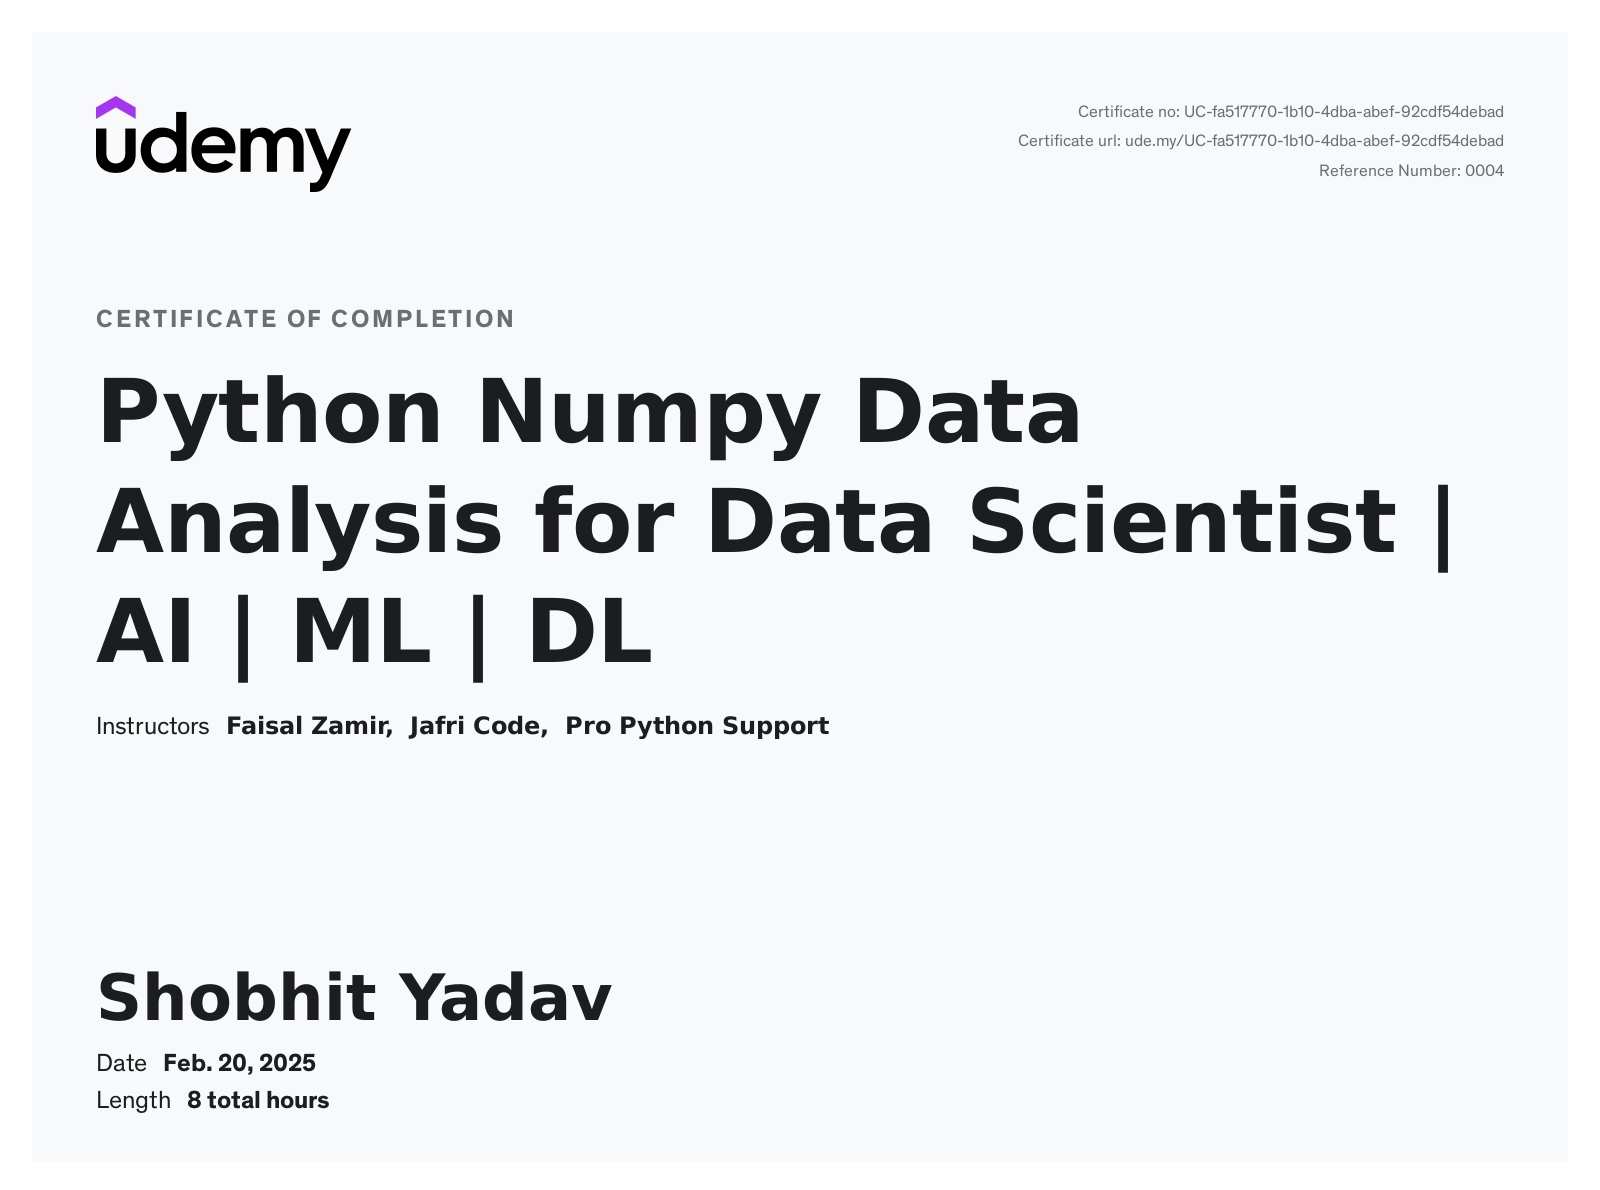 udemy
Certificate no: UC-fa517770-1b10-4dba-abef-92cdf54debad
Certificate url: ude.my/UC-fa517770-1b10-4dba-abef-92cdf54debad
Reference Number: 0004
CERTIFICATE OF COMPLETION
Python Numpy Data
Analysis for Data Scientist |
AI | ML | DL
Instructors Faisal Zamir, Jafri Code, Pro Python Support
Shobhit Yadav
Date Feb. 20, 2025
Length 8 total hours